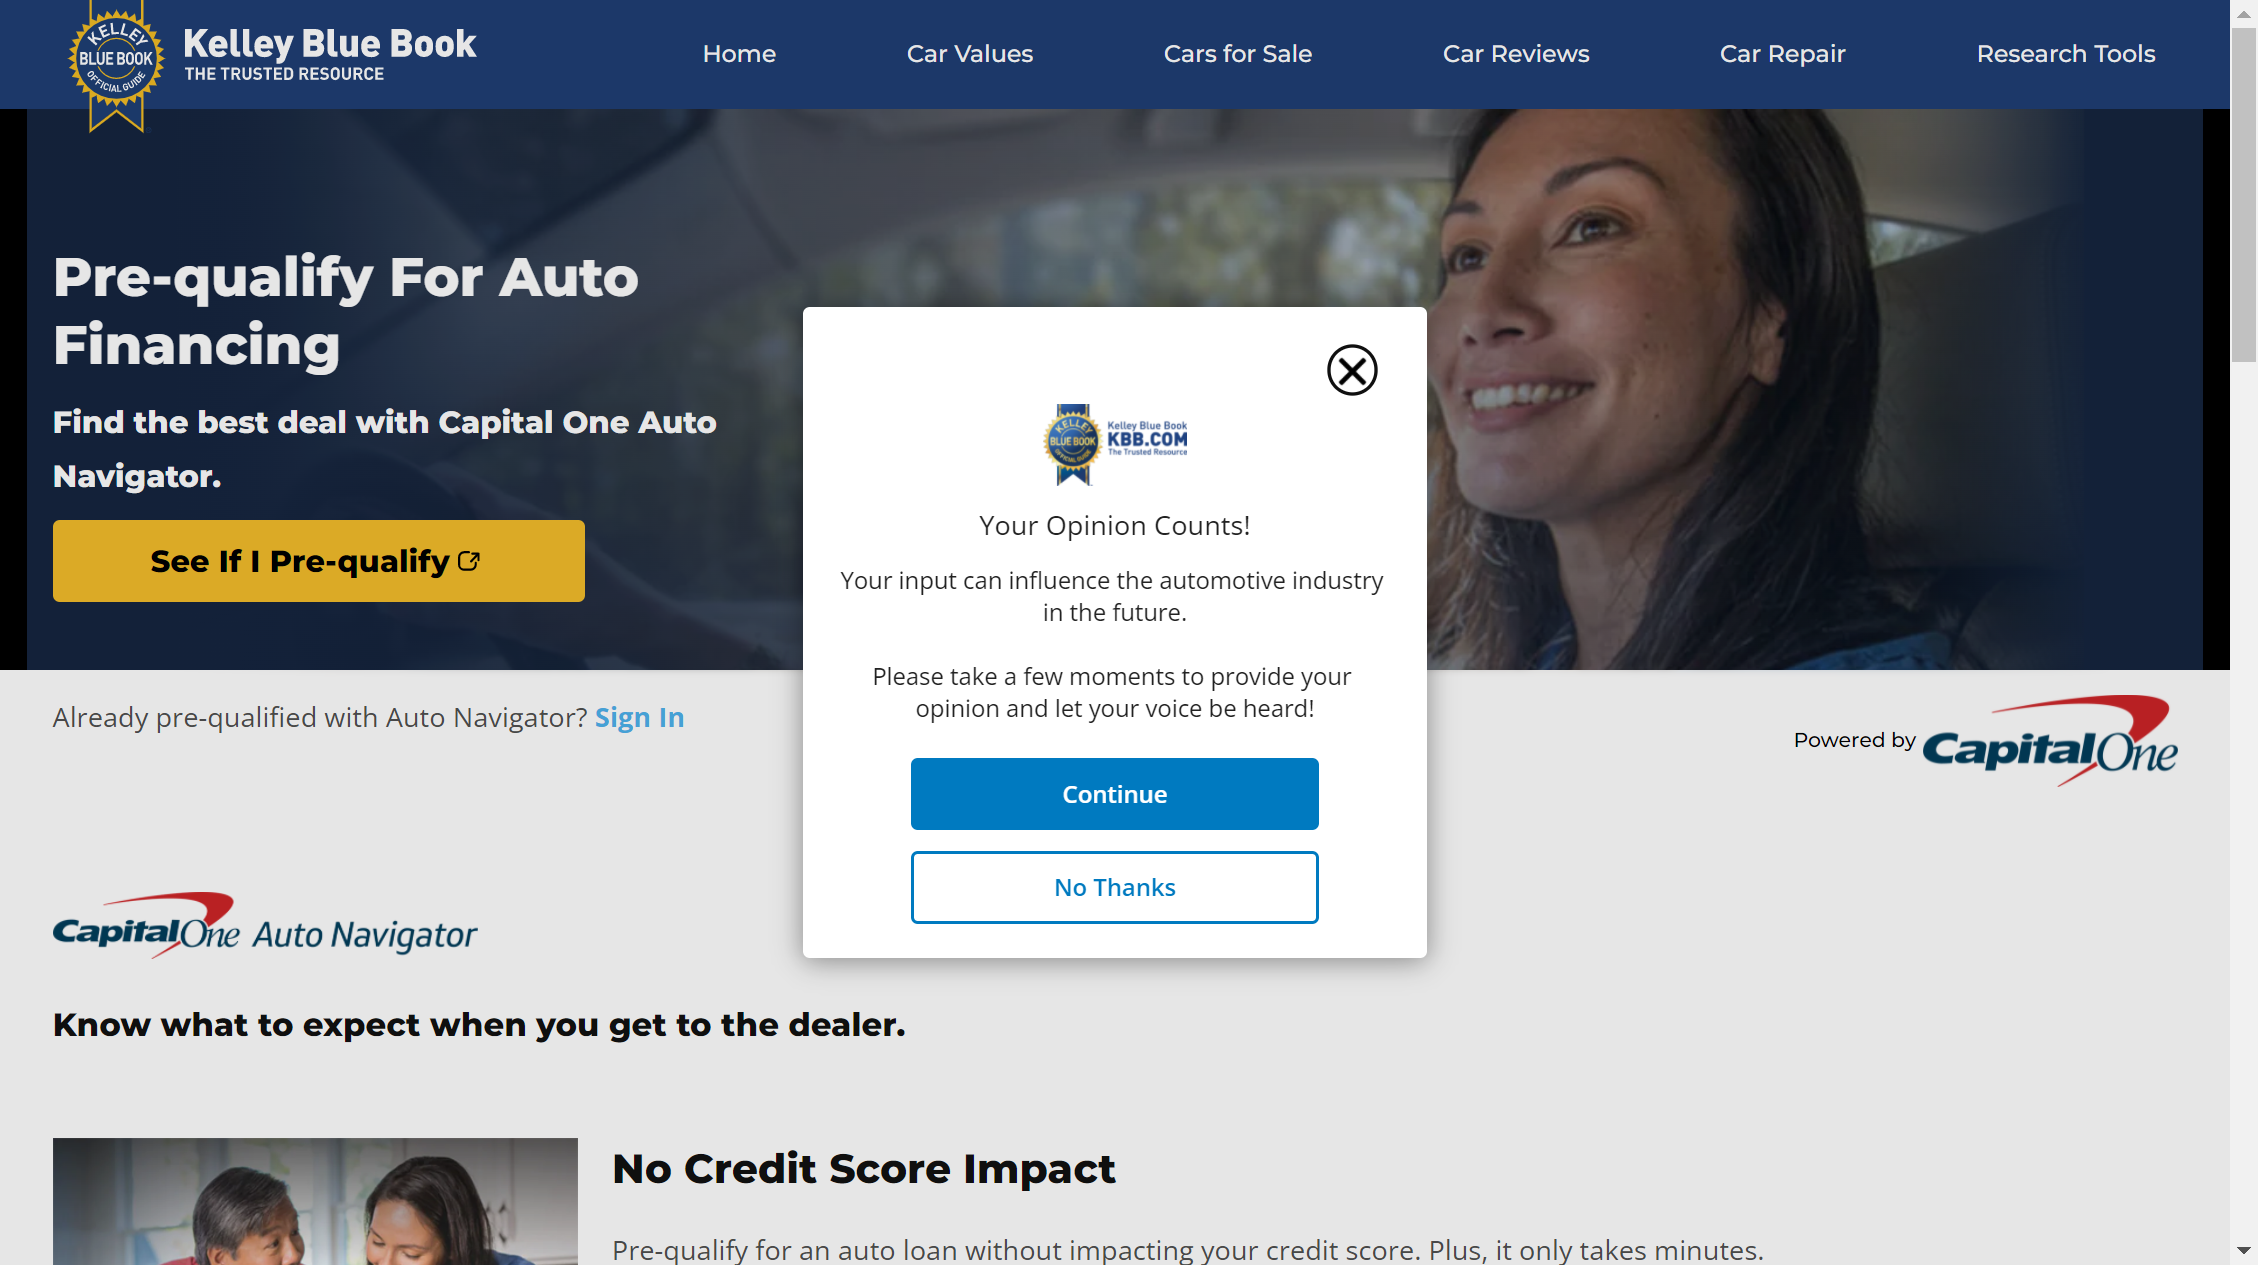 KELLEY
BLUE BOOK
OFFICIAL GUIDE
Kelley Blue Book
THE TRUSTED RESOURCE
Home
Car Values
Cars for Sale
Car Reviews
Car Repair
Research Tools
Pre-qualify For Auto
Financing
Find the best deal with Capital One Auto
Navigator.
See If I Pre-qualify
Already pre-qualified with Auto Navigator? Sign In
Powered by CapitalOne
KELLEY
BLUE BOOK
OFFICIAL GUIDE
Kelley Blue Book
KBB.COM
The Trusted Resource
Your Opinion Counts!
Your input can influence the automotive industry
in the future.
Please take a few moments to provide your
opinion and let your voice be heard!
Continue
No Thanks
CapitalOne Auto Navigator
Know what to expect when you get to the dealer.
No Credit Score Impact
Pre-qualify for an auto loan without impacting your credit score. Plus, it only takes minutes.